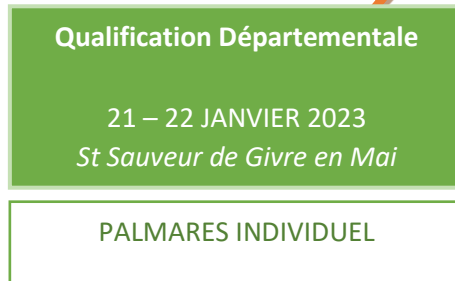 Qualification Départementale
21 – 22 JANVIER 2023
St Sauveur de Givre en Mai
PALMARES INDIVIDUEL